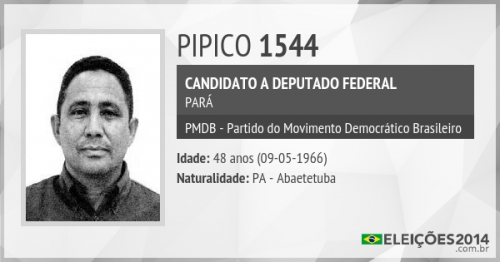 PIPICO 1544
CANDIDATO A DEPUTADO FEDERAL
PARÁ
PMDB - Partido do Movimento Democrático Brasileiro
Idade: 48 anos (09-05-1966)
Naturalidade: PA - Abaetetuba
ELEIÇÕES2014
.com.br